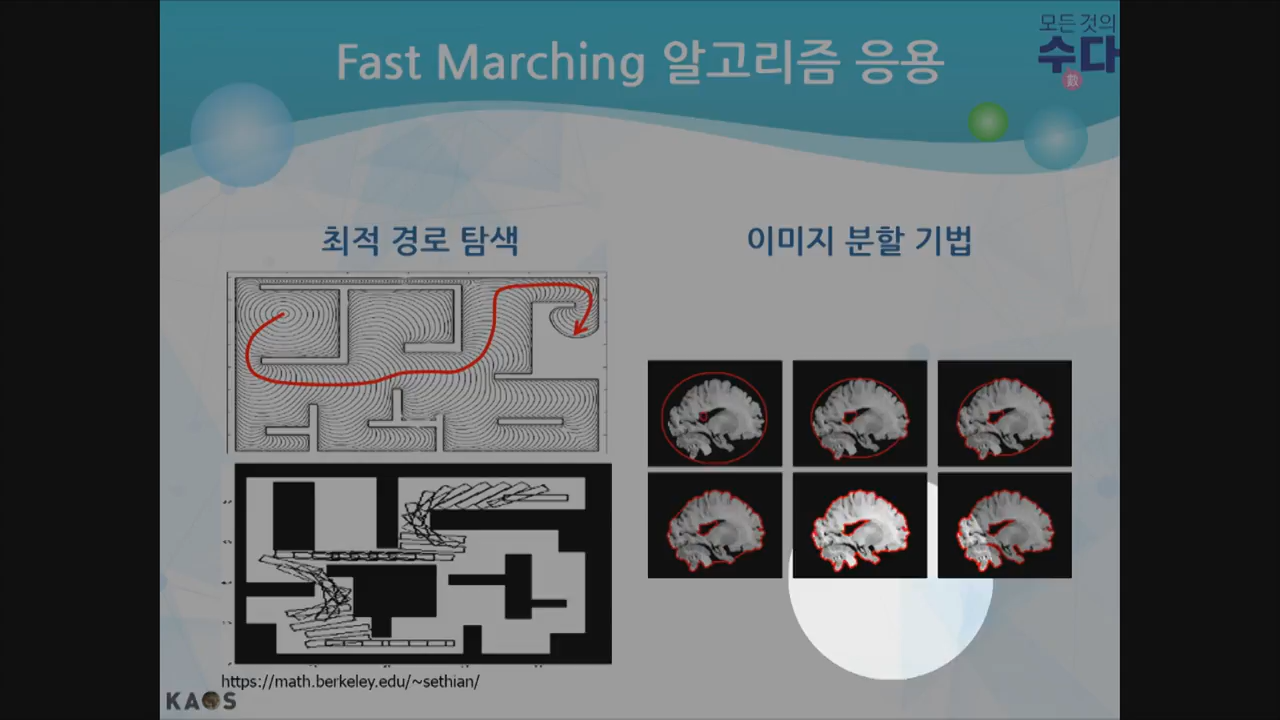 모든 것의
수다
數
Fast Marching 알고리즘 응용
최적 경로 탐색
이미지 분할 기법
https://math.berkeley.edu/~sethian/
KAOS